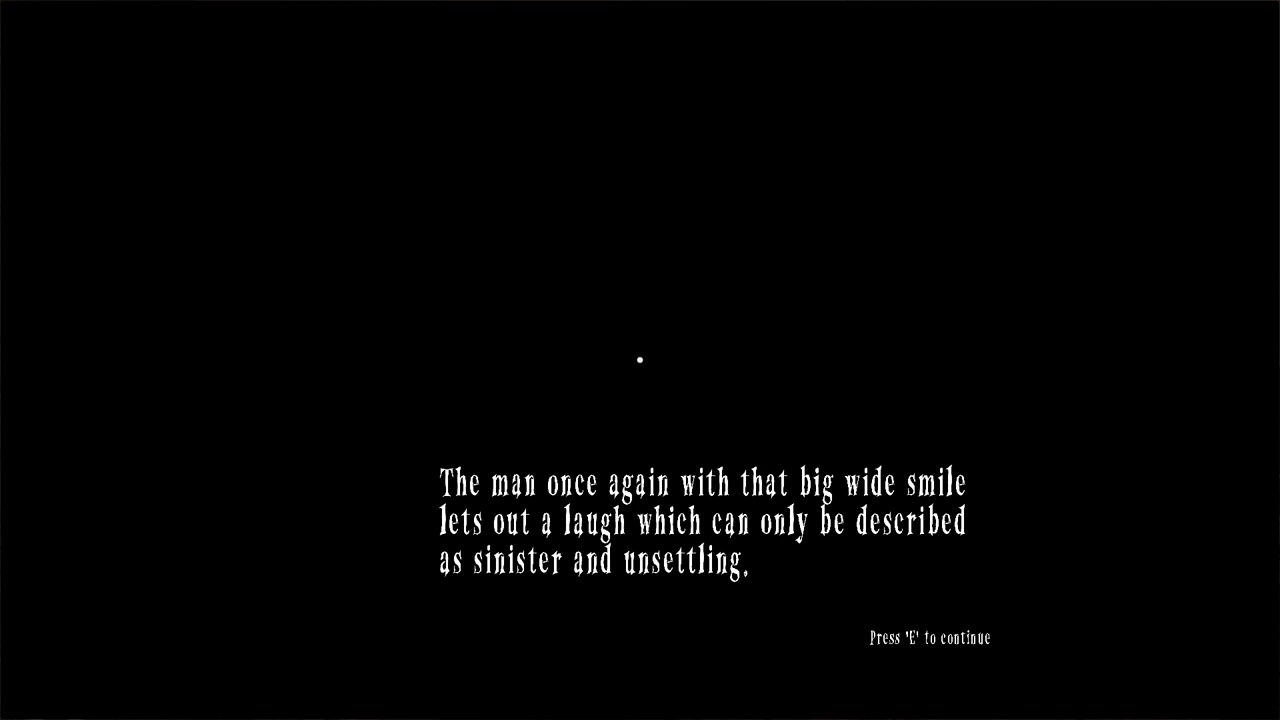 The man once again with that big wide smile
lets out a laugh which can only be described
as sinister and unsettling.
Press 'E' to continue